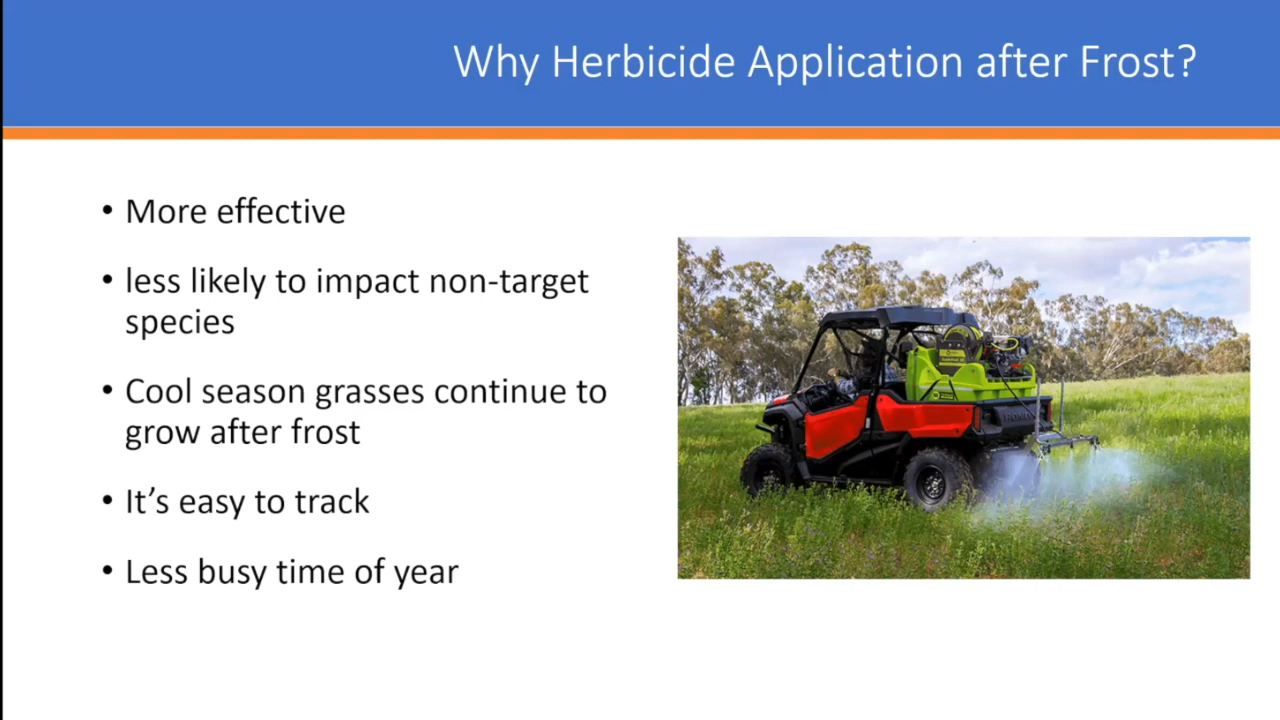 Why Herbicide Application after Frost?
• More effective
• less likely to impact non-target
species
• Cool season grasses continue to
grow after frost
• It’s easy to track
• Less busy time of year
HONDA